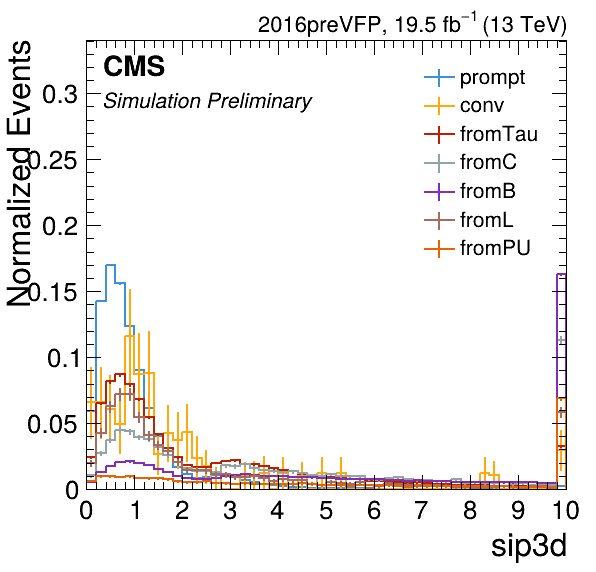 2016preVFP, 19.5 fb⁻¹ (13 TeV)
CMS
Simulation Preliminary
Normalized Events
prompt
conv
fromTau
fromC
fromB
fromL
fromPU
0.3
0.25
0.2
0.15
0.1
0.05
0
0 1 2 3 4 5 6 7 8 9 10
sip3d